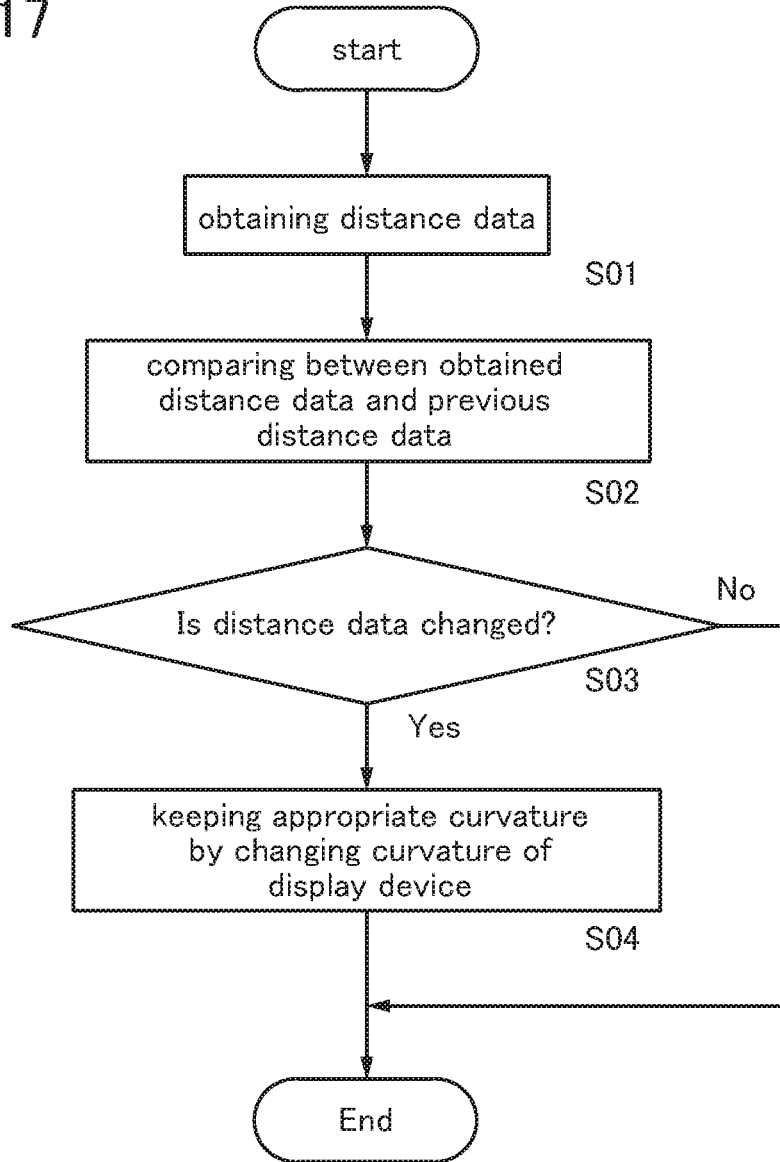 17
start
obtaining distance data
S01
comparing between obtained
distance data and previous
distance data
S02
No
Is distance data changed?
S03
Yes
keeping appropriate curvature
by changing curvature of
display device
S04
End